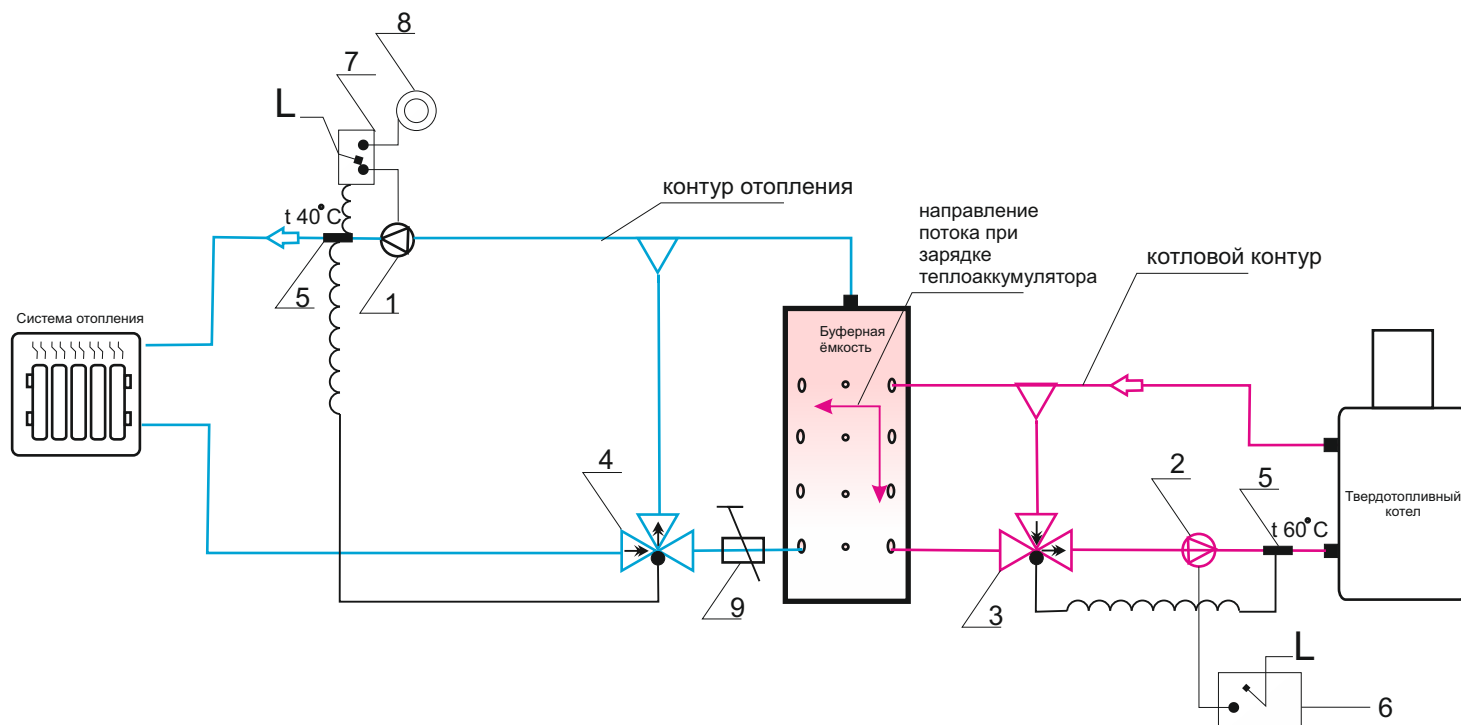 8
7
L
контур отопления
направление
потока при
зарядке
теплоаккумулятора
t 40°C
котловой контур
5
1
Система отопления
Буферная
ёмкость
4
2
5
Твердотопливный
котел
t 60°C
9
3
L
6